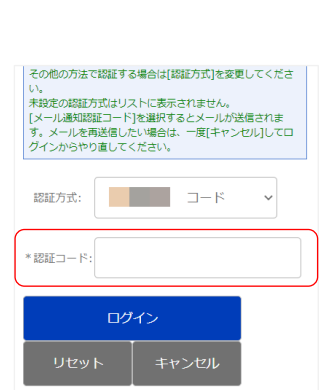 その他の方法で認証する場合は[認証方式]を変更してくださ
い。
未設定の認証方式はリストに表示されません。
[メール通知認証コード]を選択するとメールが送信されま
す。メールを再送信したい場合は、一度[キャンセル]してロ
グインからやり直してください。
認証方式: コード
*認証コード:
ログイン
リセット キャンセル